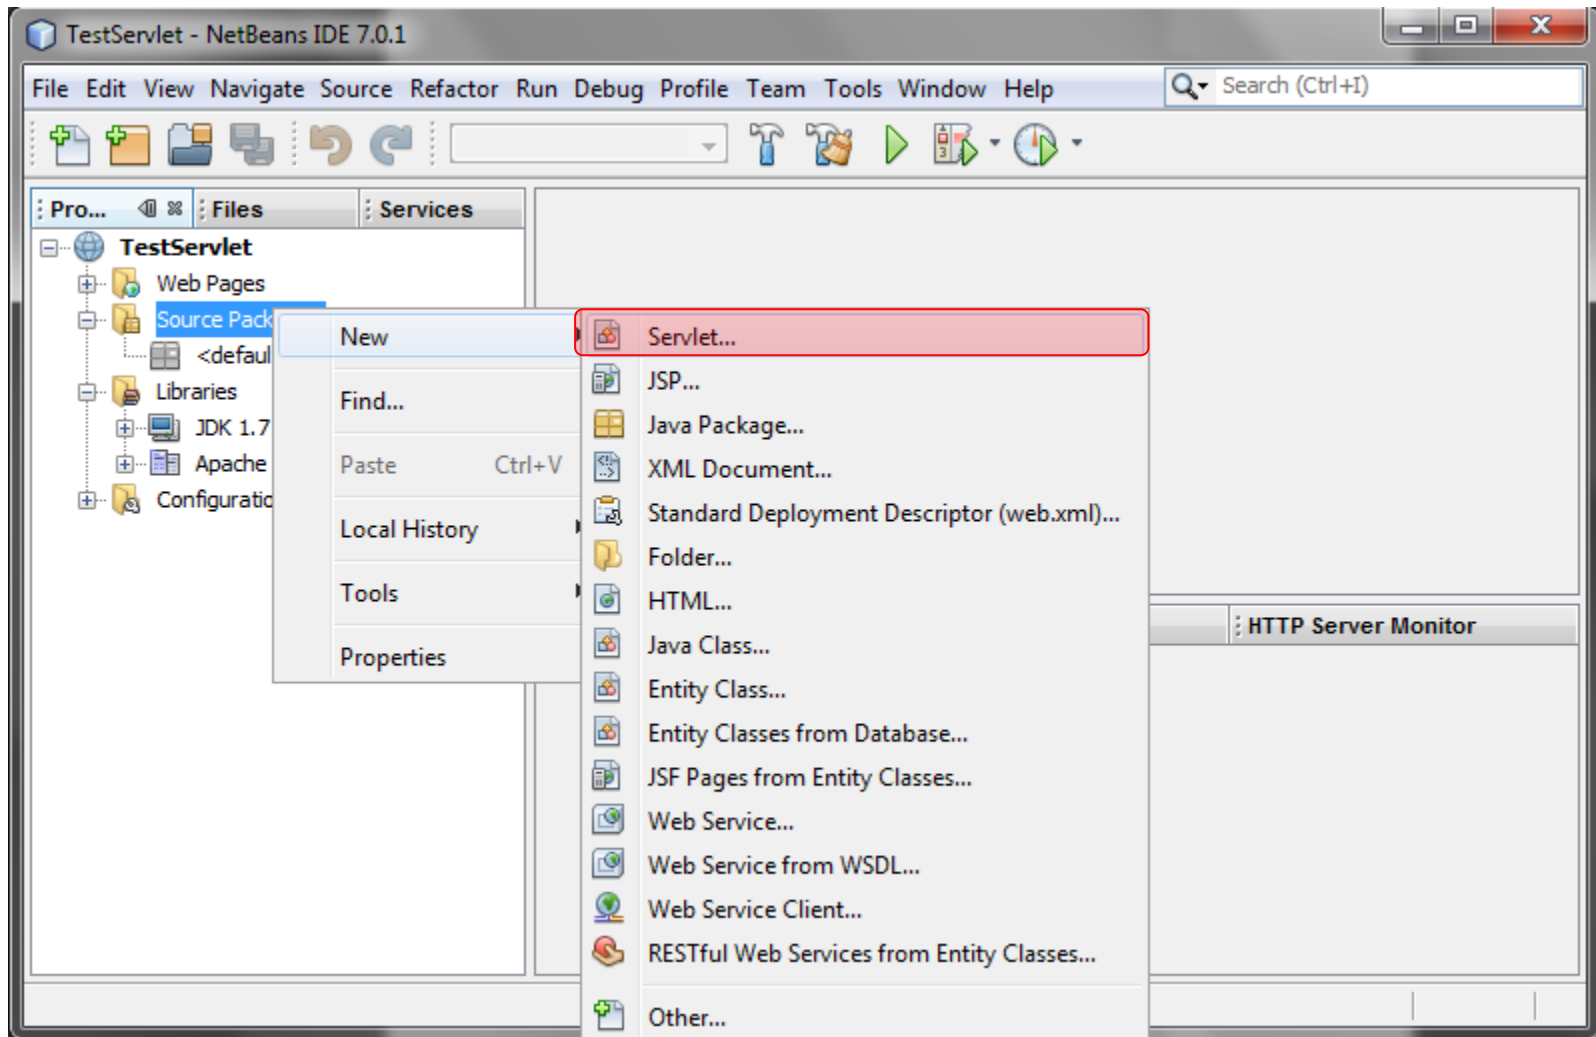 TestServlet - NetBeans IDE 7.0.1
File Edit View Navigate Source Refactor Run Debug Profile Team Tools Window Help
Search (Ctrl+I)
Pro... Files Services
TestServlet
Web Pages
Source Pack
<defaul
Libraries
JDK 1.7
Apache
Configuratio
New
Find...
Paste Ctrl+V
Local History
Tools
Properties
Servlet...
JSP...
Java Package...
XML Document...
Standard Deployment Descriptor (web.xml)...
Folder...
HTML...
Java Class...
Entity Class...
Entity Classes from Database...
JSF Pages from Entity Classes...
Web Service...
Web Service from WSDL...
Web Service Client...
RESTful Web Services from Entity Classes...
Other...
HTTP Server Monitor